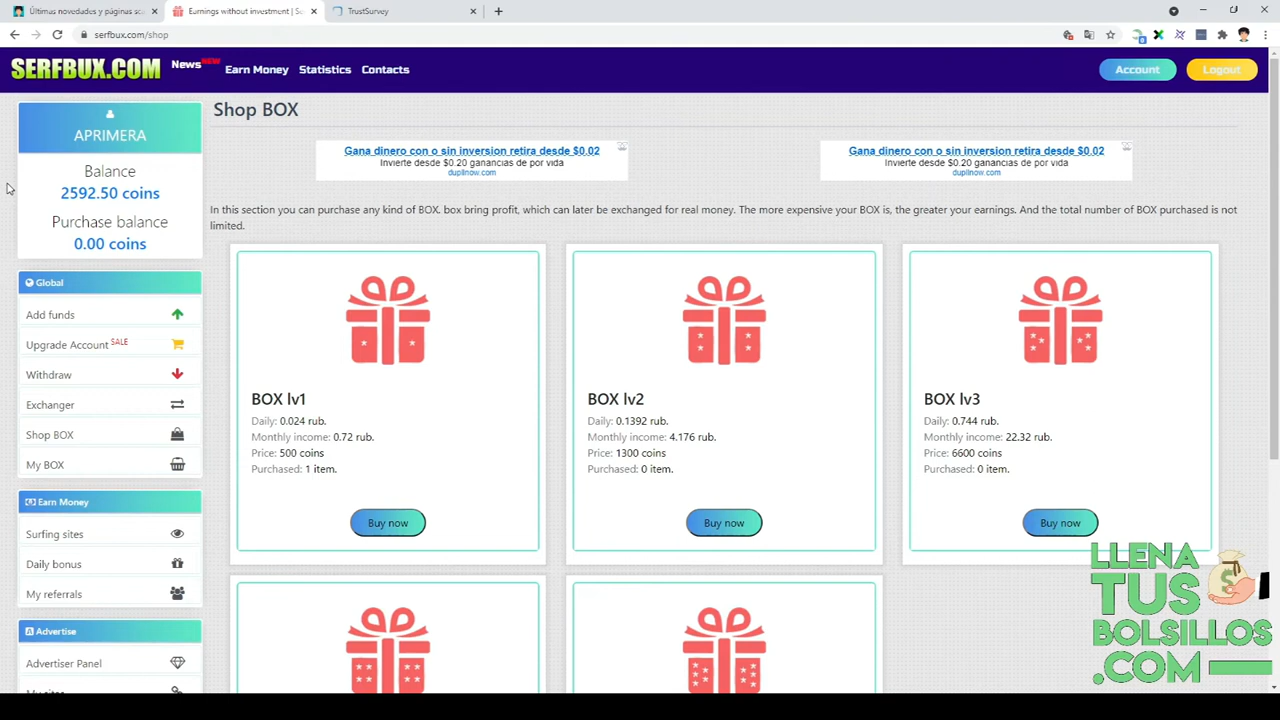 Últimas novedades y páginas sc
Earnings without investment | Se
TrustSurvey
serfbux.com/shop
SERFBUX.COM
News NEW
Earn Money
Statistics
Contacts
Account
Logout
APRIMERA
Balance
2592.50 coins
Purchase balance
0.00 coins
Global
Add funds
Upgrade Account SALE
Withdraw
Exchanger
Shop BOX
My BOX
Earn Money
Surfing sites
Daily bonus
My referrals
Advertise
Advertiser Panel
My sites
Shop BOX
Gana dinero con o sin inversion retira desde $0.02
Invierte desde $0.20 ganancias de por vida
duplinow.com
Gana dinero con o sin inversion retira desde $0.02
Invierte desde $0.20 ganancias de por vida
duplinow.com
In this section you can purchase any kind of BOX. box bring profit, which can later be exchanged for real money. The more expensive your BOX is, the greater your earnings. And the total number of BOX purchased is not
limited.
BOX lv1
Daily: 0.024 rub.
Monthly income: 0.72 rub.
Price: 500 coins
Purchased: 1 item.
Buy now
BOX lv2
Daily: 0.1392 rub.
Monthly income: 4.176 rub.
Price: 1300 coins
Purchased: 0 item.
Buy now
BOX lv3
Daily: 0.744 rub.
Monthly income: 22.32 rub.
Price: 6600 coins
Purchased: 0 item.
Buy now
LLENA
TUS
BOLSILLOS
.COM